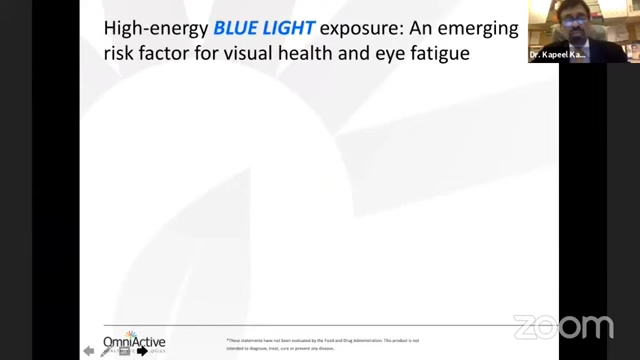 High-energy BLUE LIGHT exposure: An emerging
risk factor for visual health and eye fatigue
Dr. Kapeel Ka...
OmniActive
*These statements have not been evaluated by the Food and Drug Administration. This product is not
intended to diagnose, treat, cure or prevent any disease.
zoom